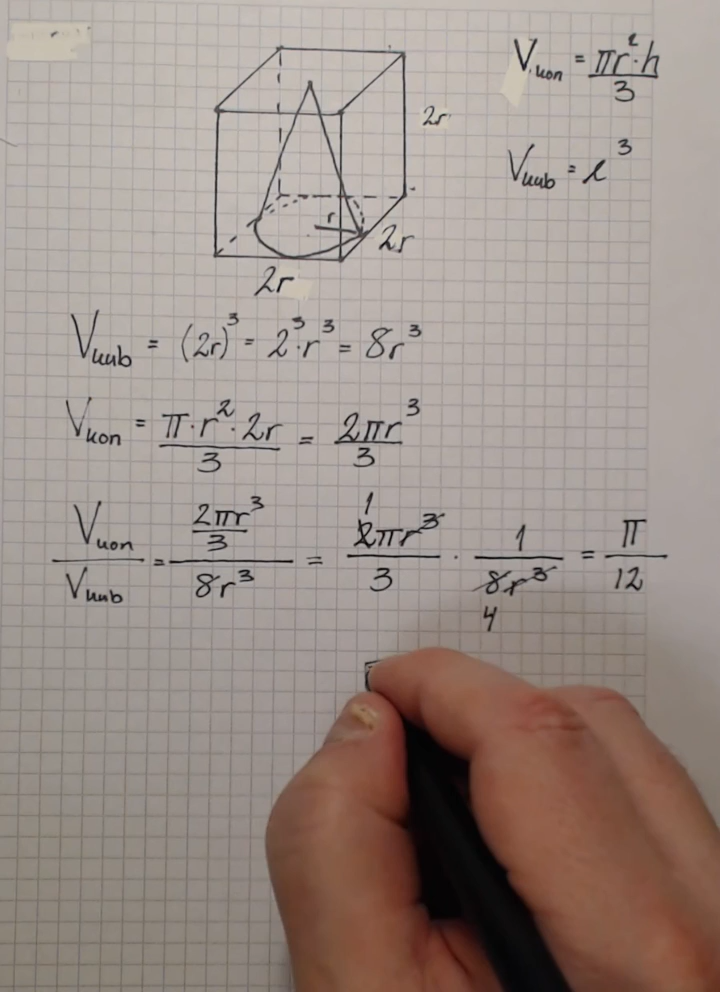 V кон = πr²·h / 3
V куб = l³
2r
r
2r
2r
V куб = (2r)³ = 2³·r³ = 8r³
V кон = π·r²·2r / 3 = 2πr³ / 3
V кон / V куб = (2πr³ / 3) / 8r³ = 2πr³ / 3 · 1 / 8r³ = π / 12
1
4